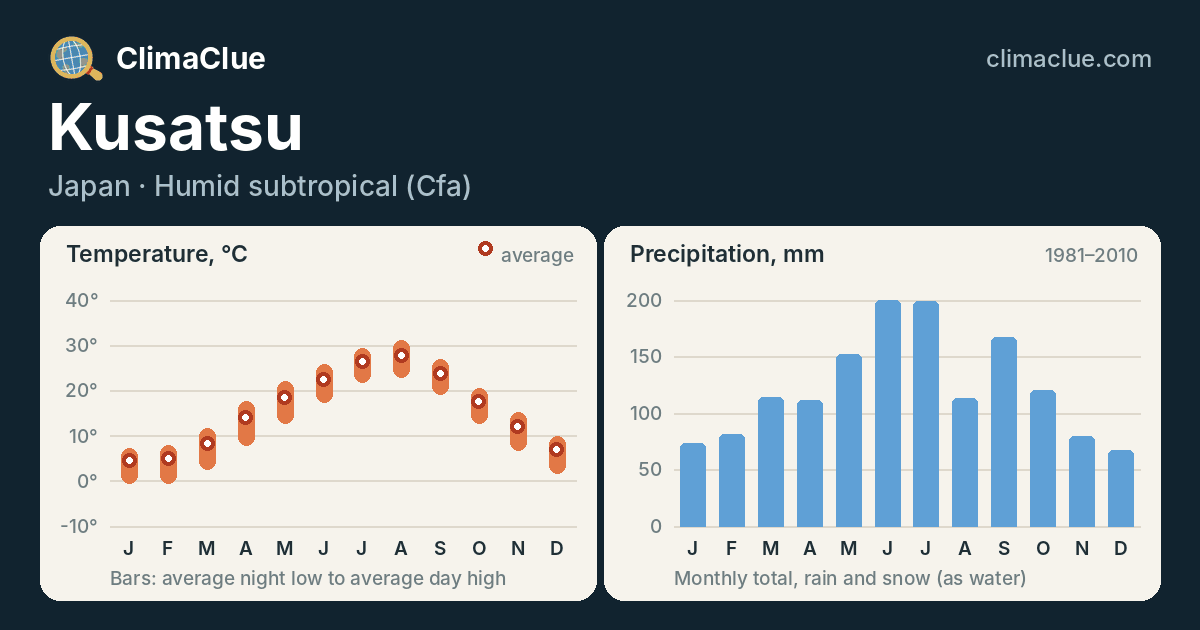 ClimaClue
climaclue.com
Kusatsu
Japan · Humid subtropical (Cfa)
Temperature, °C
average
40°
30°
20°
10°
0°
-10°
J F M A M J J A S O N D
Bars: average night low to average day high
Precipitation, mm
1981–2010
200
150
100
50
0
J F M A M J J A S O N D
Monthly total, rain and snow (as water)